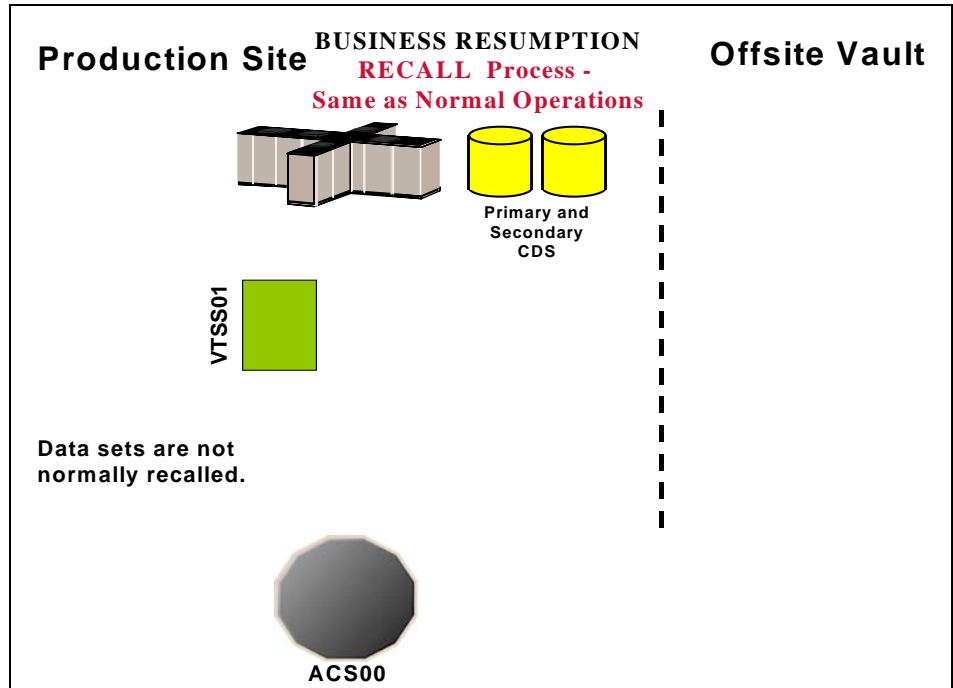 Production Site
BUSINESS RESUMPTION
RECALL Process -
Same as Normal Operations
Offsite Vault
Primary and
Secondary
CDS
VTSS01
Data sets are not
normally recalled.
ACS00